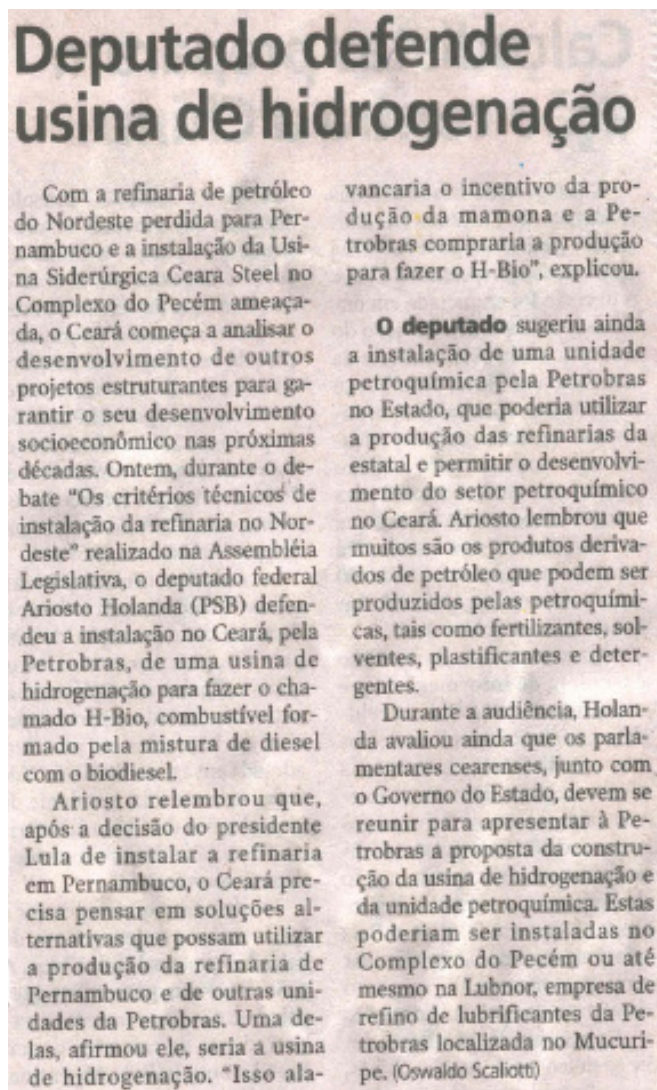 Deputado defende
usina de hidrogenação
Com a refinaria de petróleo
do Nordeste perdida para Per-
nambuco e a instalação da Usi-
na Siderúrgica Ceara Steel no
Complexo do Pecém ameaça-
da, o Ceará começa a analisar o
desenvolvimento de outros
projetos estruturantes para ga-
rantir o seu desenvolvimento
socioeconômico nas próximas
décadas. Ontem, durante o de-
bate “Os critérios técnicos de
instalação da refinaria no Nor-
deste” realizado na Assembléia
Legislativa, o deputado federal
Ariosto Holanda (PSB) defen-
deu a instalação no Ceará, pela
Petrobras, de uma usina de
hidrogenação para fazer o cha-
mado H-Bio, combustível for-
mado pela mistura de diesel
com o biodiesel.
Ariosto relembrou que,
após a decisão do presidente
Lula de instalar a refinaria
em Pernambuco, o Ceará pre-
cisa pensar em soluções al-
ternativas que possam utilizar
a produção da refinaria de
Pernambuco e de outras uni-
dades da Petrobras. Uma de-
las, afirmou ele, seria a usina
de hidrogenação. “Isso ala-
vancaria o incentivo da pro-
dução da mamona e a Pe-
trobras compraria a produção
para fazer o H-Bio”, explicou.
O deputado sugeriu ainda
a instalação de uma unidade
petroquímica pela Petrobras
no Estado, que poderia utilizar
a produção das refinarias da
estatal e permitir o desenvolvi-
mento do setor petroquímico
no Ceará. Ariosto lembrou que
muitos são os produtos deriva-
dos de petróleo que podem ser
produzidos pelas petroquími-
cas, tais como fertilizantes, sol-
ventes, plastificantes e deter-
gentes.
Durante a audiência, Holan-
da avaliou ainda que os parla-
mentares cearenses, junto com
o Governo do Estado, devem se
reunir para apresentar à Pe-
trobras a proposta da constru-
ção da usina de hidrogenação e
da unidade petroquímica. Estas
poderiam ser instaladas no
Complexo do Pecém ou até
mesmo na Lubnor, empresa de
refino de lubrificantes da Pe-
trobras localizada no Mucuri-
pe. (Oswaldo Scaliotti)